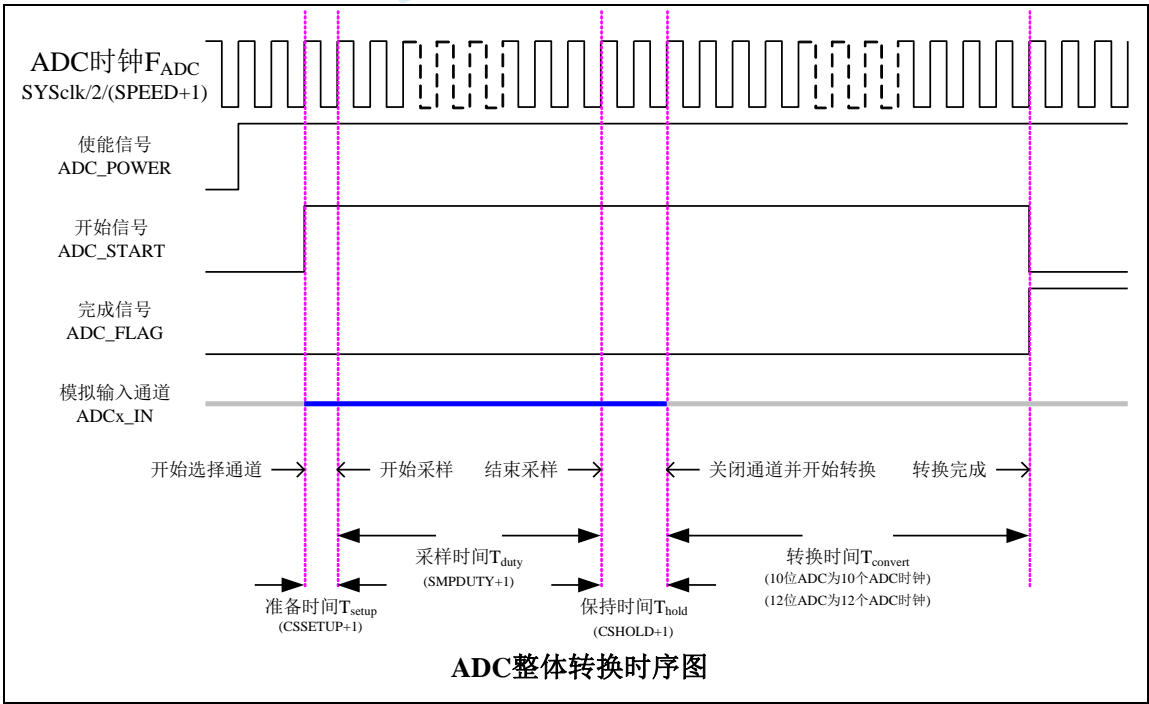 ADC时钟FADC
SYSclk/2/(SPEED+1)
使能信号
ADC_POWER
开始信号
ADC_START
完成信号
ADC_FLAG
模拟输入通道
ADCx_IN
开始选择通道
开始采样
结束采样
关闭通道并开始转换
转换完成
采样时间Tduty
(SMPDUTY+1)
转换时间Tconvert
(10位ADC为10个ADC时钟)
(12位ADC为12个ADC时钟)
准备时间Tsetup
(CSSETUP+1)
保持时间Thold
(CSHOLD+1)
ADC整体转换时序图